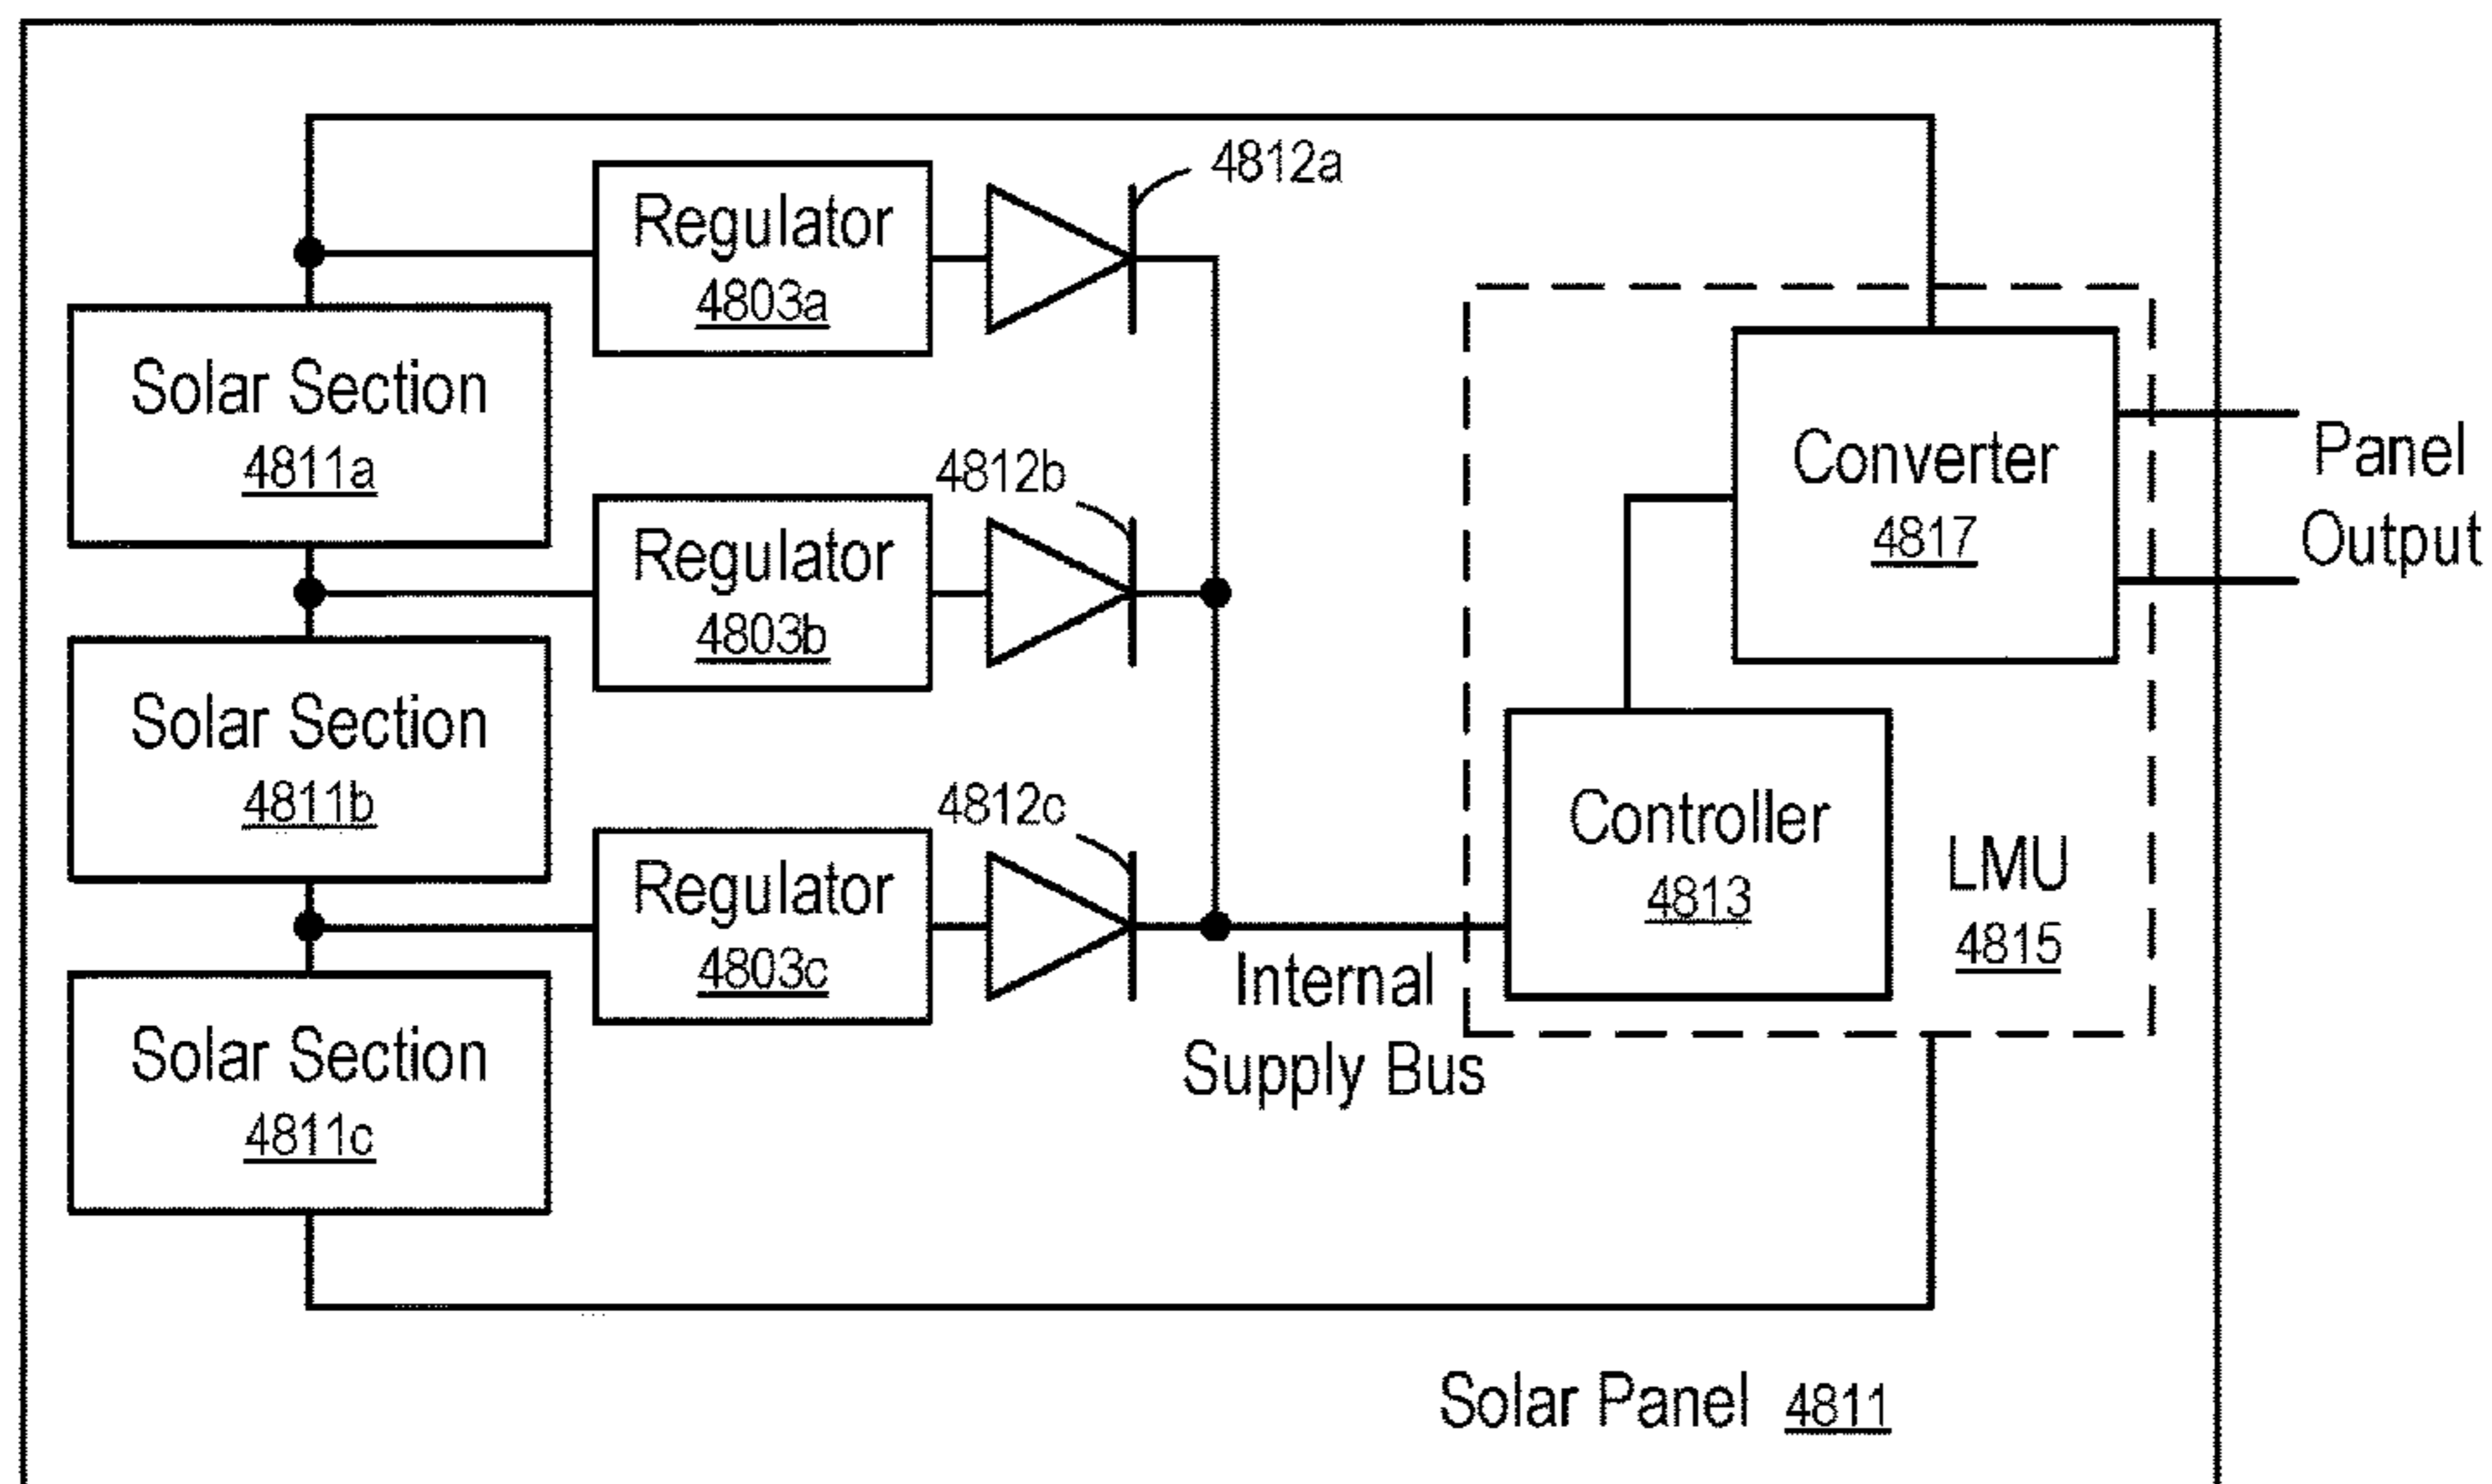 4812a
Regulator
4803a
Solar Section
4811a
4812b
Regulator
4803b
Converter
4817
Panel
Output
Solar Section
4811b
4812c
Regulator
4803c
Controller
4813
LMU
4815
Internal
Supply Bus
Solar Section
4811c
Solar Panel 4811